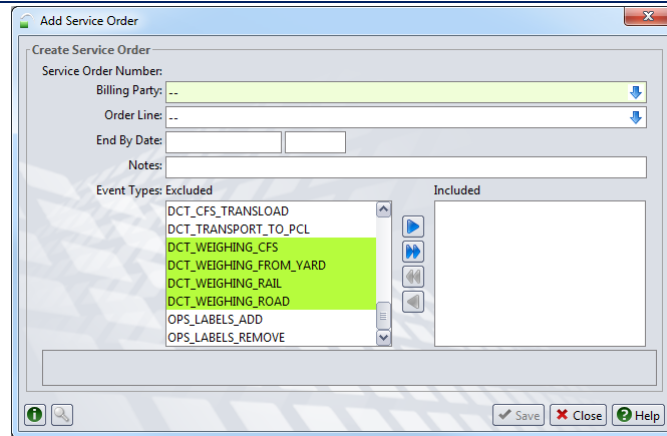 Add Service Order
Create Service Order
Service Order Number:
Billing Party: --
Order Line: --
End By Date:
Notes:
Event Types: Excluded Included
DCT_CFS_TRANSLOAD
DCT_TRANSPORT_TO_PCL
DCT_WEIGHING_CFS
DCT_WEIGHING_FROM_YARD
DCT_WEIGHING_RAIL
DCT_WEIGHING_ROAD
OPS_LABELS_ADD
OPS_LABELS_REMOVE
Save Close Help